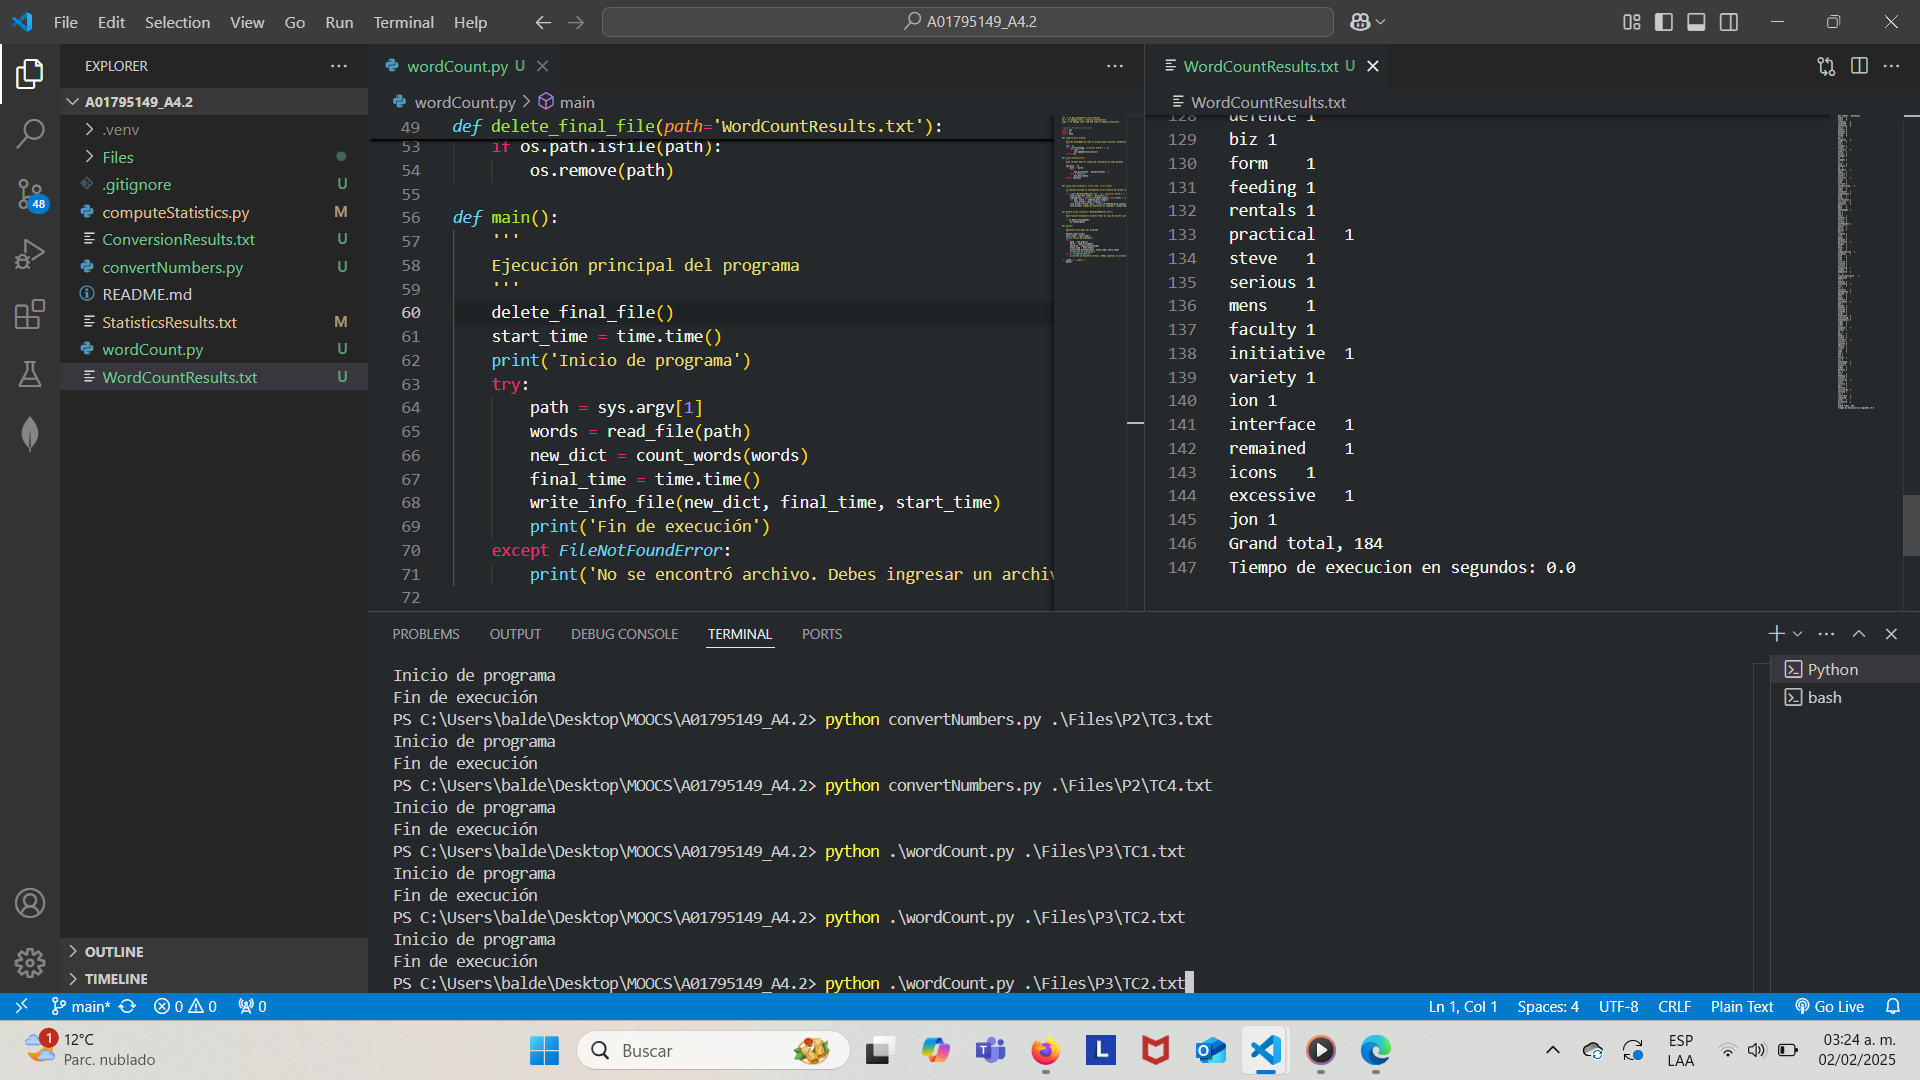 File Edit Selection View Go Run Terminal Help
A01795149_A4.2
EXPLORER
A01795149_A4.2
.venv
Files
.gitignore U
computeStatistics.py M
ConversionResults.txt U
convertNumbers.py U
README.md
StatisticsResults.txt M
wordCount.py U
WordCountResults.txt U
48
OUTLINE
TIMELINE
wordCount.py U
wordCount.py > main
49 def delete_final_file(path='WordCountResults.txt'):
53 if os.path.isfile(path):
54 os.remove(path)
55
56 def main():
57 '''
58 Ejecución principal del programa
59 '''
60 delete_final_file()
61 start_time = time.time()
62 print('Inicio de programa')
63 try:
64 path = sys.argv[1]
65 words = read_file(path)
66 new_dict = count_words(words)
67 final_time = time.time()
68 write_info_file(new_dict, final_time, start_time)
69 print('Fin de execución')
70 except FileNotFoundError:
71 print('No se encontró archivo. Debes ingresar un archiv
72
WordCountResults.txt U
WordCountResults.txt
128 defence 1
129 biz 1
130 form 1
131 feeding 1
132 rentals 1
133 practical 1
134 steve 1
135 serious 1
136 mens 1
137 faculty 1
138 initiative 1
139 variety 1
140 ion 1
141 interface 1
142 remained 1
143 icons 1
144 excessive 1
145 jon 1
146 Grand total, 184
147 Tiempo de execucion en segundos: 0.0
PROBLEMS OUTPUT DEBUG CONSOLE TERMINAL PORTS
Inicio de programa
Fin de execución
PS C:\Users\balde\Desktop\MOOCS\A01795149_A4.2> python convertNumbers.py .\Files\P2\TC3.txt
Inicio de programa
Fin de execución
PS C:\Users\balde\Desktop\MOOCS\A01795149_A4.2> python convertNumbers.py .\Files\P2\TC4.txt
Inicio de programa
Fin de execución
PS C:\Users\balde\Desktop\MOOCS\A01795149_A4.2> python .\wordCount.py .\Files\P3\TC1.txt
Inicio de programa
Fin de execución
PS C:\Users\balde\Desktop\MOOCS\A01795149_A4.2> python .\wordCount.py .\Files\P3\TC2.txt
Inicio de programa
Fin de execución
PS C:\Users\balde\Desktop\MOOCS\A01795149_A4.2> python .\wordCount.py .\Files\P3\TC2.txt
Python
bash
main* 0 0 0
Ln 1, Col 1 Spaces: 4 UTF-8 CRLF Plain Text Go Live
1
12°C
Parc. nublado
Buscar
L
ESP
LAA
03:24 a. m.
02/02/2025